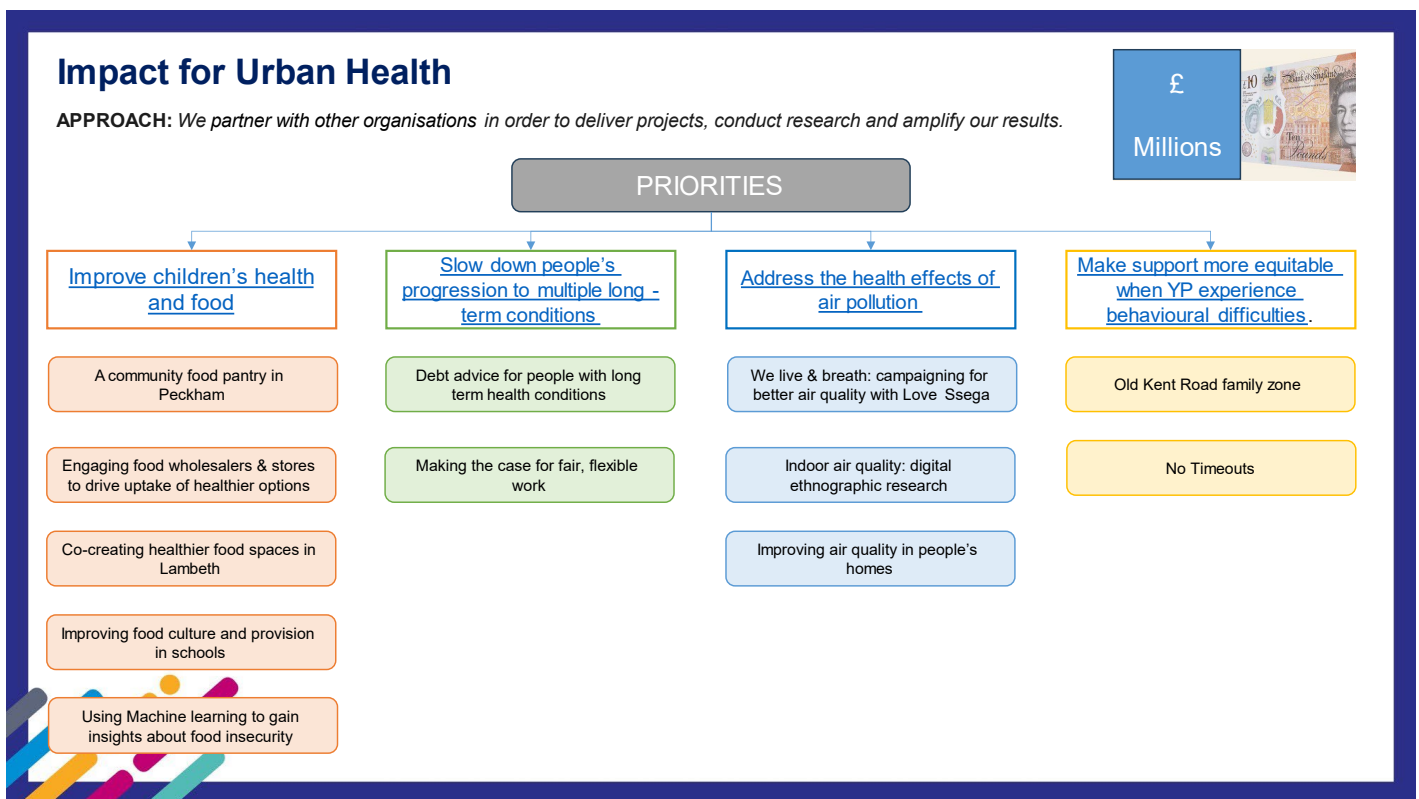 Impact for Urban Health
APPROACH: We partner with other organisations in order to deliver projects, conduct research and amplify our results.
£
Millions
£10
Bank of England
Ten
Pounds
PRIORITIES
Improve children’s health
and food
Slow down people’s
progression to multiple long -
term conditions
Address the health effects of
air pollution
Make support more equitable
when YP experience
behavioural difficulties.
A community food pantry in
Peckham
Engaging food wholesalers & stores
to drive uptake of healthier options
Co-creating healthier food spaces in
Lambeth
Improving food culture and provision
in schools
Using Machine learning to gain
insights about food insecurity
Debt advice for people with long
term health conditions
Making the case for fair, flexible
work
We live & breath: campaigning for
better air quality with Love Ssega
Indoor air quality: digital
ethnographic research
Improving air quality in people’s
homes
Old Kent Road family zone
No Timeouts